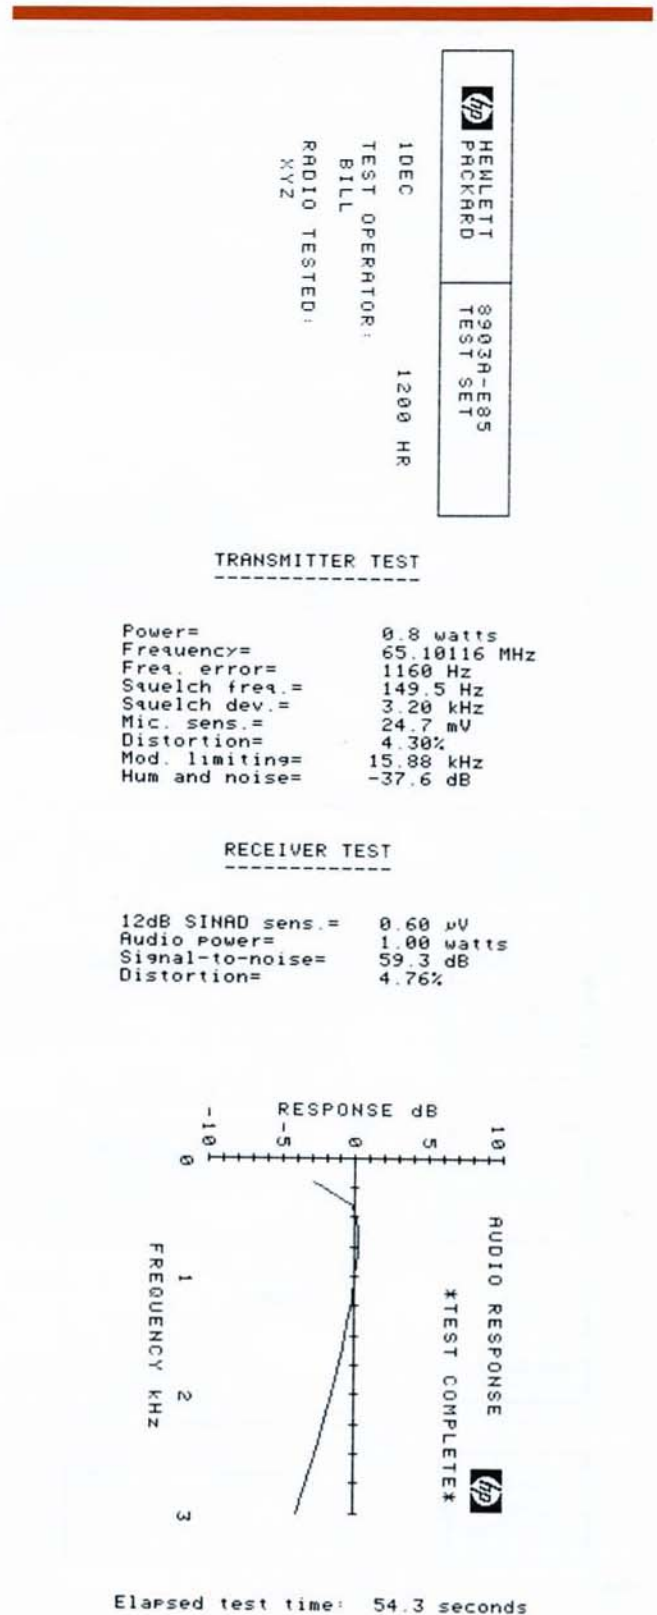 hp HEWLETT
PACKARD
8903A-E85
TEST SET
1DEC 1200 HR
TEST OPERATOR:
BILL
RADIO TESTED:
XYZ
TRANSMITTER TEST
----------------
Power= 0.8 watts
Frequency= 65.10116 MHz
Freq. error= 1160 Hz
Squelch freq.= 149.5 Hz
Squelch dev.= 3.20 kHz
Mic. sens.= 24.7 mV
Distortion= 4.30%
Mod. limiting= 15.88 kHz
Hum and noise= -37.6 dB
RECEIVER TEST
-------------
12dB SINAD sens.= 0.60 µV
Audio power= 1.00 watts
Signal-to-noise= 59.3 dB
Distortion= 4.76%
AUDIO RESPONSE hp
*TEST COMPLETE*
RESPONSE dB
10
5
0
-5
-10
0 1 2 3
FREQUENCY kHz
Elapsed test time: 54.3 seconds